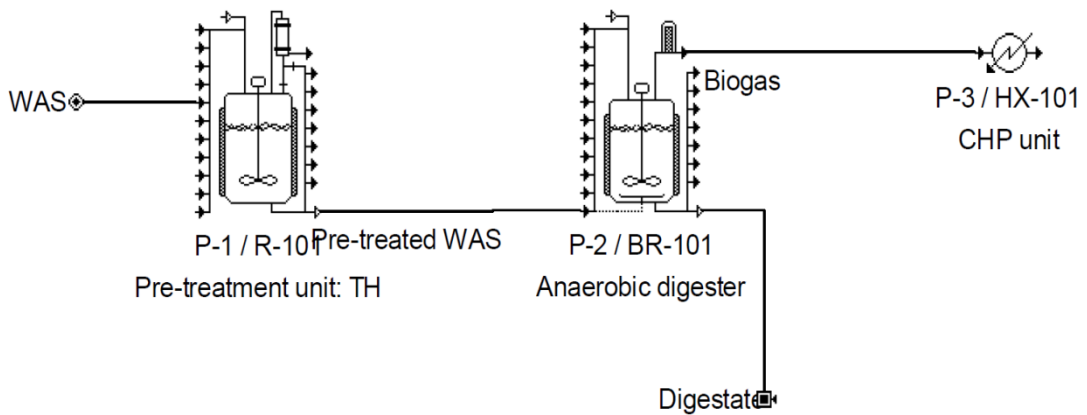 WAS
P-1 / R-101
Pre-treatment unit: TH
Pre-treated WAS
P-2 / BR-101
Anaerobic digester
Biogas
P-3 / HX-101
CHP unit
Digestate